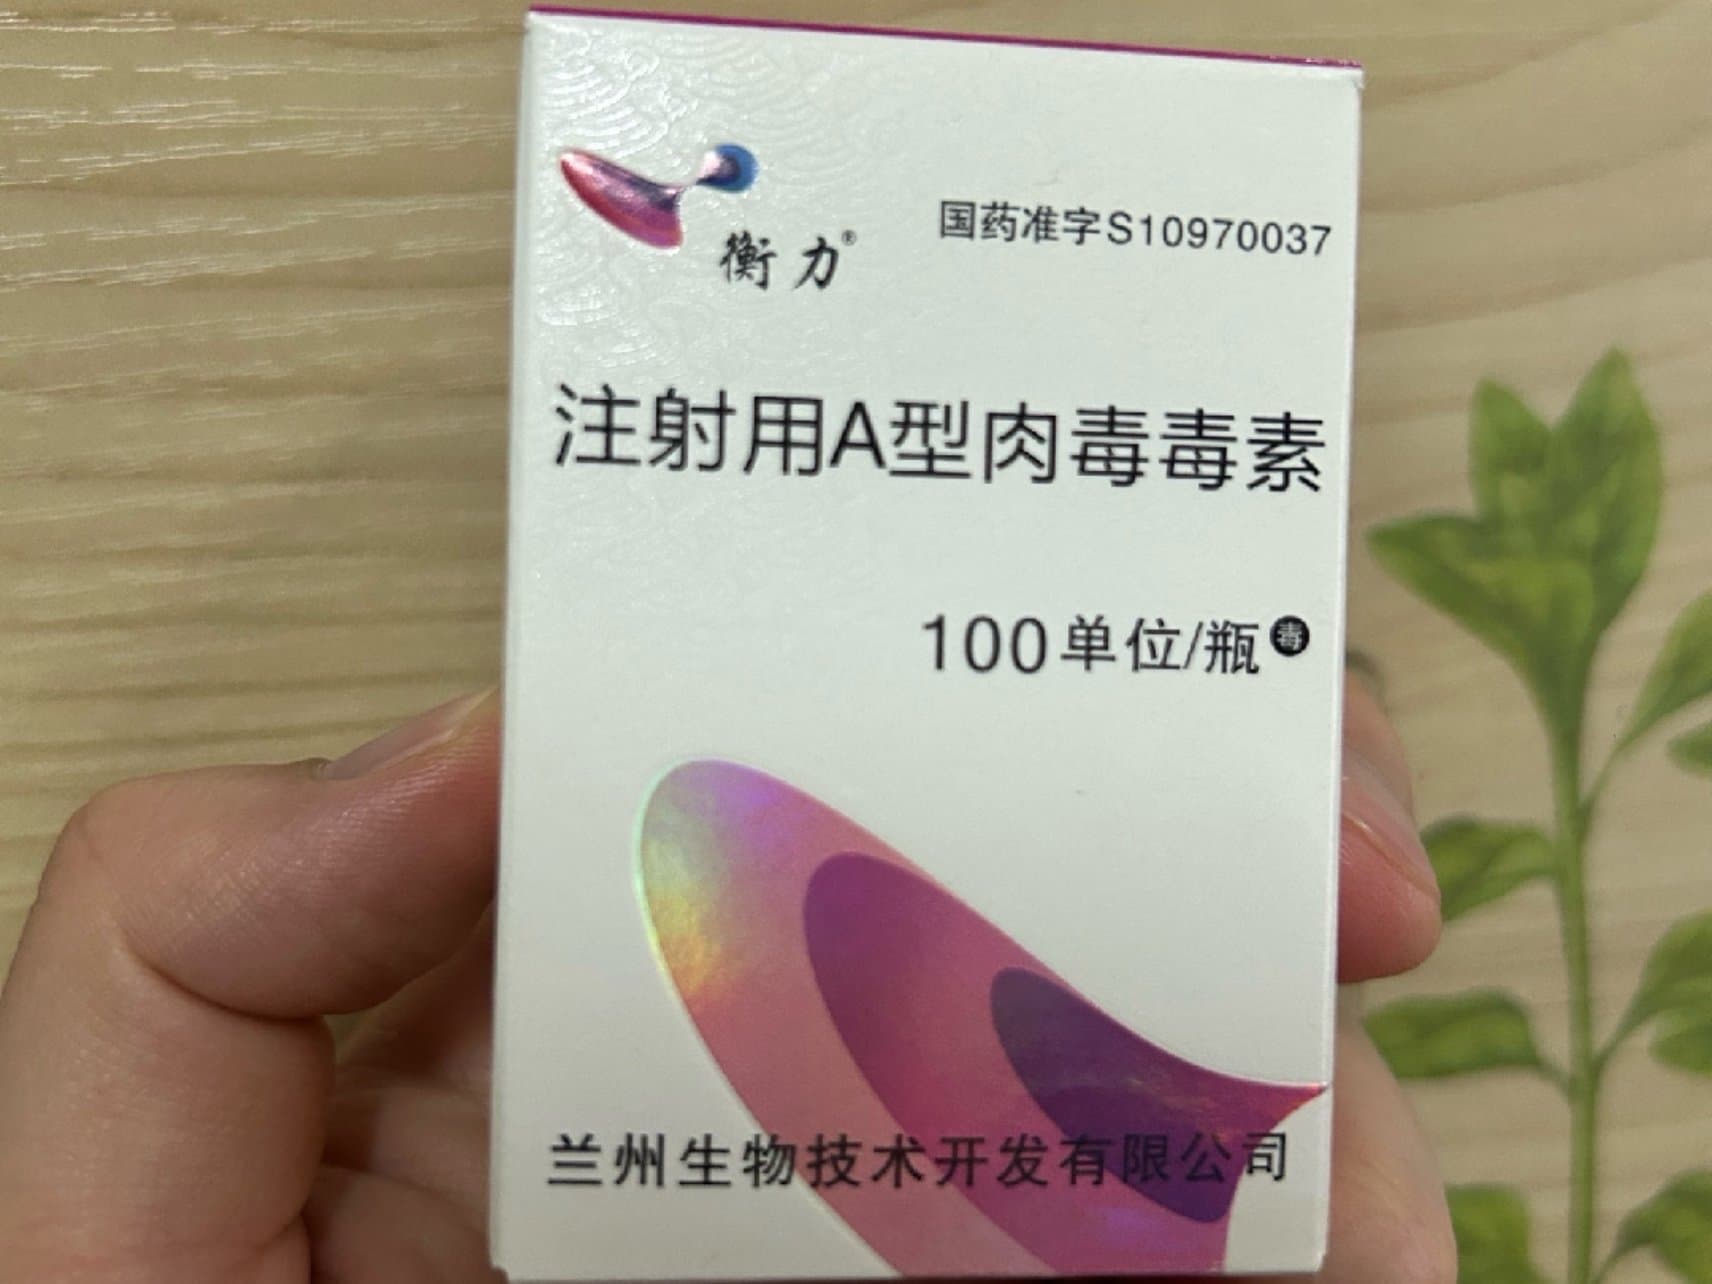 衡力®
国药准字S10970037
注射用A型肉毒毒素
100单位/瓶 毒
兰州生物技术开发有限公司